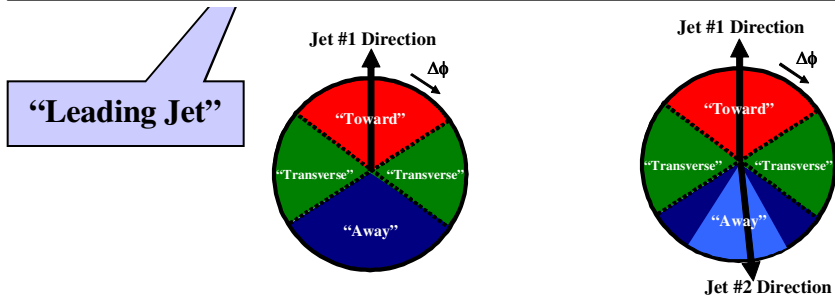 “Leading Jet”
Jet #1 Direction
Δϕ
“Toward”
“Transverse” “Transverse”
“Away”
Jet #1 Direction
Δϕ
“Toward”
“Transverse” “Transverse”
“Away”
Jet #2 Direction